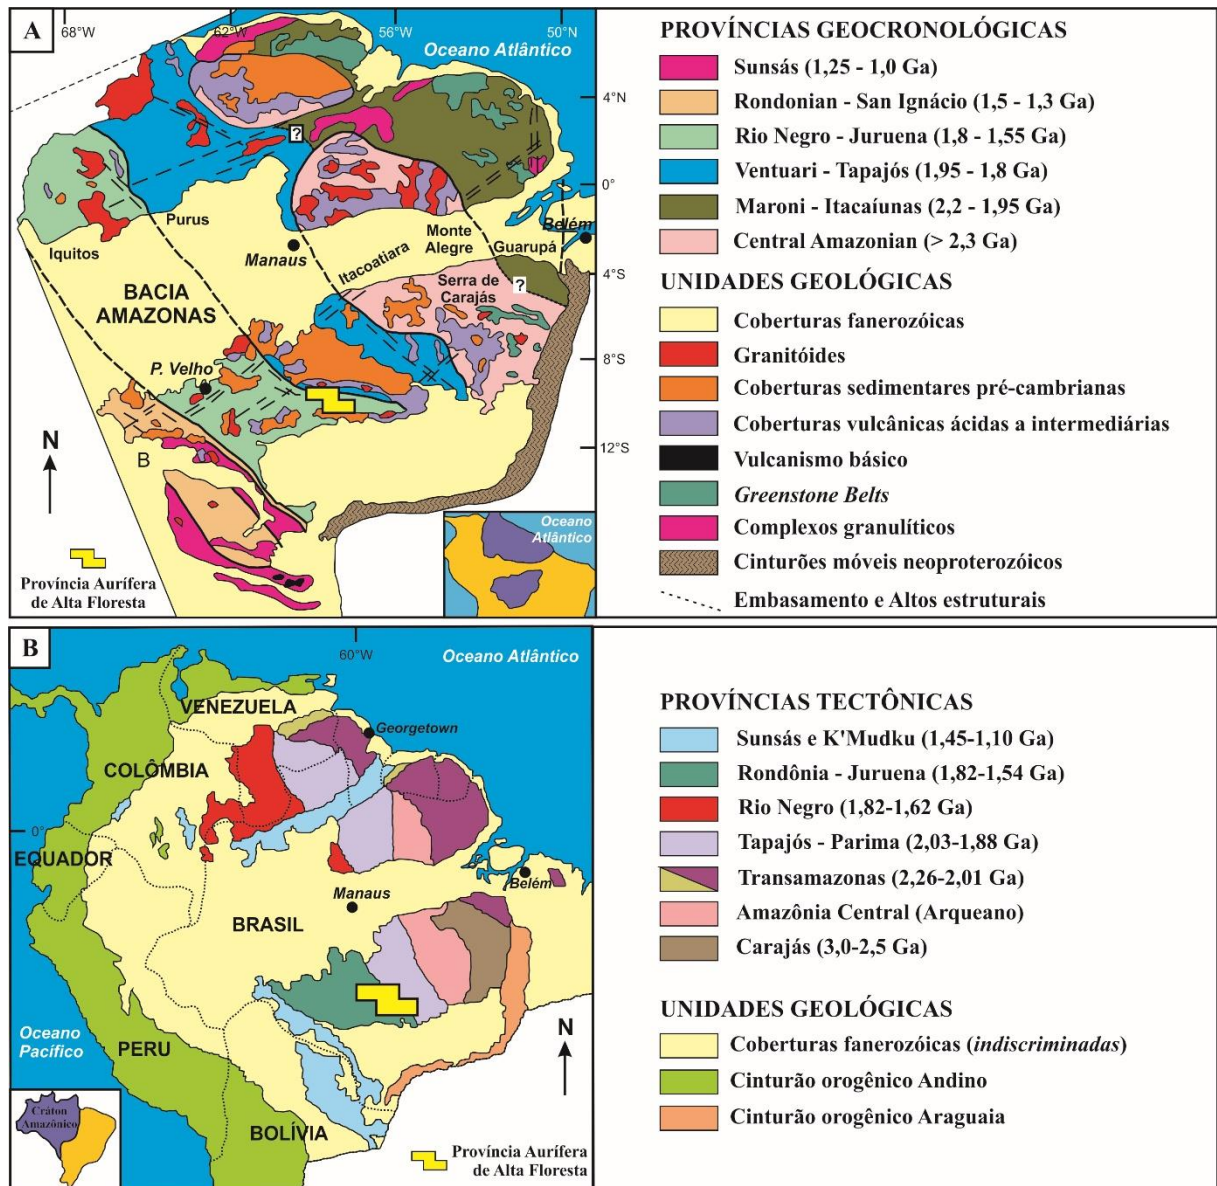 A
68°W
62°W
56°W
50°N
Oceano Atlântico
4°N
?
0°
Purus
Iquitos
Manaus
Itacoatiara
Monte
Alegre
Guarupá
Belém
4°S
?
Serra de
Carajás
BACIA
AMAZONAS
P. Velho
8°S
12°S
N
B
Província Aurífera
de Alta Floresta
Oceano
Atlântico
PROVÍNCIAS GEOCRONOLÓGICAS
Sunsás (1,25 - 1,0 Ga)
Rondonian - San Ignácio (1,5 - 1,3 Ga)
Rio Negro - Juruena (1,8 - 1,55 Ga)
Ventuari - Tapajós (1,95 - 1,8 Ga)
Maroni - Itacaíunas (2,2 - 1,95 Ga)
Central Amazonian (> 2,3 Ga)
UNIDADES GEOLÓGICAS
Coberturas fanerozóicas
Granitóides
Coberturas sedimentares pré-cambrianas
Coberturas vulcânicas ácidas a intermediárias
Vulcanismo básico
Greenstone Belts
Complexos granulíticos
Cinturões móveis neoproterozóicos
Embasamento e Altos estruturais
B
60°W
Oceano Atlântico
VENEZUELA
Georgetown
COLÔMBIA
0°
EQUADOR
Manaus
Belém
BRASIL
Oceano
Pacífico
PERU
BOLÍVIA
N
Cráton
Amazônico
Província Aurífera
de Alta Floresta
PROVÍNCIAS TECTÔNICAS
Sunsás e K'Mudku (1,45-1,10 Ga)
Rondônia - Juruena (1,82-1,54 Ga)
Rio Negro (1,82-1,62 Ga)
Tapajós - Parima (2,03-1,88 Ga)
Transamazonas (2,26-2,01 Ga)
Amazônia Central (Arqueano)
Carajás (3,0-2,5 Ga)
UNIDADES GEOLÓGICAS
Coberturas fanerozóicas (indiscriminadas)
Cinturão orogênico Andino
Cinturão orogênico Araguaia